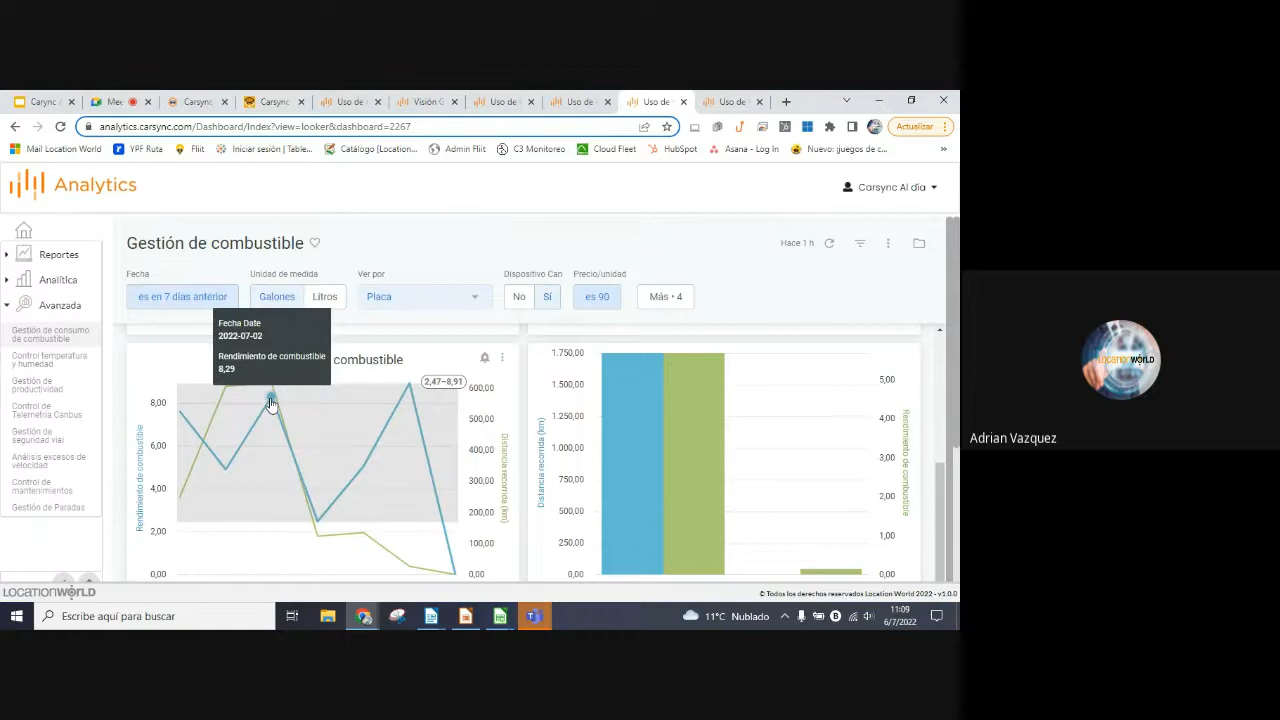 Carync A
Mee
Carsync
Carsync
Uso de
Visión G
Uso de
Uso de
Uso de
Uso de
analytics.carsync.com/Dashboard/Index?view=looker&dashboard=2267
Actualizar
Mail Location World
YPF Ruta
Fliit
Iniciar sesión | Table...
Catálogo [Location...
Admin Fliit
C3 Monitoreo
Cloud Fleet
HubSpot
Asana - Log In
Nuevo: ¡juegos de c...
Analytics
Carsync Al día
Reportes
Analítica
Avanzada
Gestión de consumo
de combustible
Control temperatura
y humedad
Gestión de
productividad
Control de
Telemetría Canbus
Gestión de
seguridad vial
Análisis excesos de
velocidad
Control de
mantenimientos
Gestión de Paradas
Gestión de combustible
Hace 1 h
Fecha
Unidad de medida
Ver por
Dispositivo Can
Precio/unidad
es en 7 días anterior
Galones
Litros
Placa
No
Sí
es 90
Más • 4
Fecha Date
2022-07-02
Rendimiento de combustible
8,29
combustible
2,47–8,91
8,00
6,00
4,00
2,00
0,00
Rendimiento de combustible
600,00
500,00
400,00
300,00
200,00
100,00
0,00
Distancia recorrida (km)
1.750,00
1.500,00
1.250,00
1.000,00
750,00
500,00
250,00
0,00
Distancia recorrida (km)
5,00
4,00
3,00
2,00
1,00
0,00
Rendimiento de combustible
LOCATIONWORLD
© Todos los derechos reservados Location World 2022 - v1.0.0
Escribe aquí para buscar
11°C Nublado
11:09
6/7/2022
LOCATIONWORLD
Adrian Vazquez